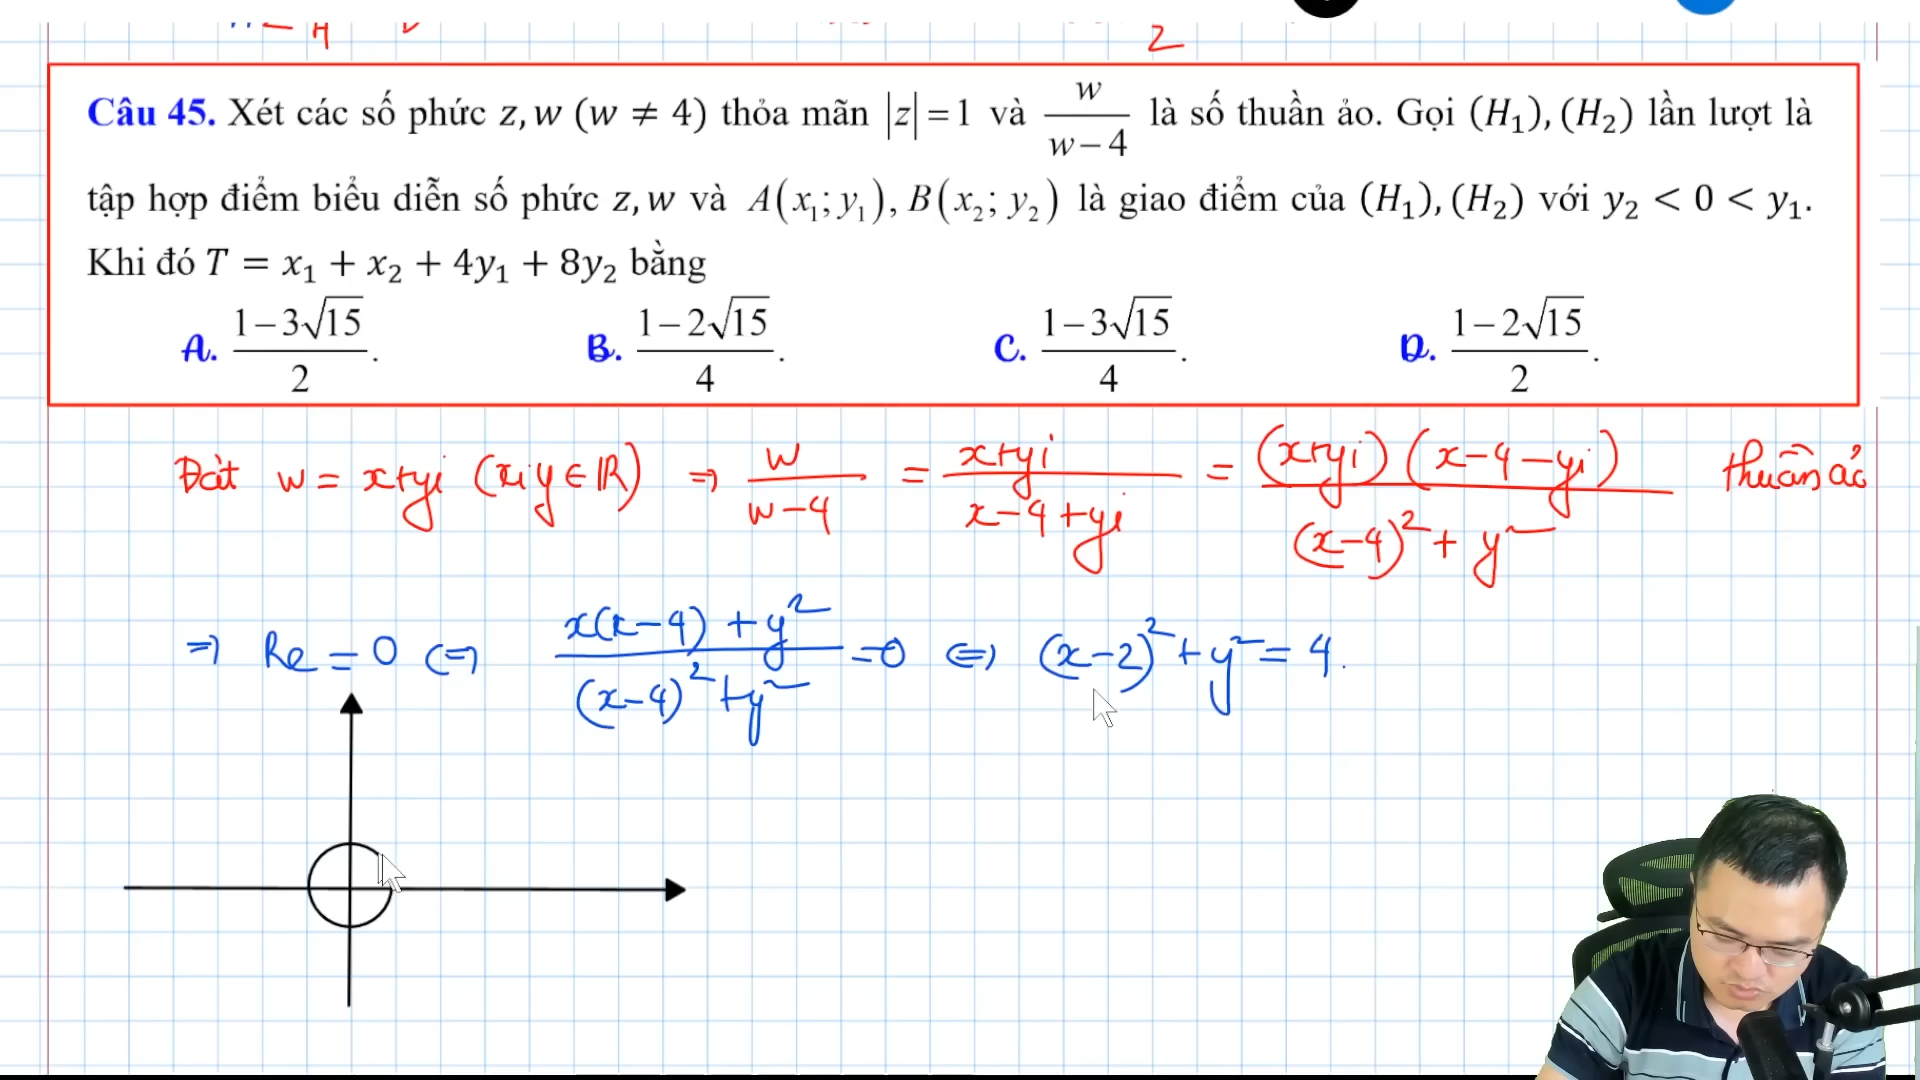 2
Câu 45. Xét các số phức z, w (w ≠ 4) thỏa mãn |z| = 1 và w/(w − 4) là số thuần ảo. Gọi (H₁), (H₂) lần lượt là
tập hợp điểm biểu diễn số phức z, w và A(x₁; y₁), B(x₂; y₂) là giao điểm của (H₁), (H₂) với y₂ < 0 < y₁.
Khi đó T = x₁ + x₂ + 4y₁ + 8y₂ bằng
A. (1 − 3√15)/2. B. (1 − 2√15)/4. C. (1 − 3√15)/4. D. (1 − 2√15)/2.
Đặt w = x+yi (x;y ∈ ℝ) ⇒ w/(w−4) = (x+yi)/(x−4+yi) = (x+yi)(x−4−yi)/((x−4)²+y²) thuần ảo
⇒ Re = 0 ⇔ (x(x−4)+y²)/((x−4)²+y²) = 0 ⇔ (x−2)²+y² = 4.